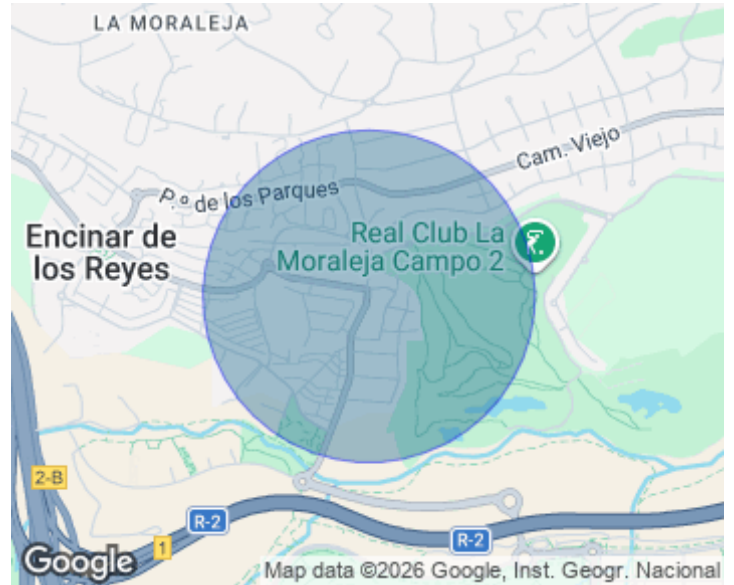 LA MORALEJA
Cam. Viejo
P.º de los Parques
Encinar de
los Reyes
Real Club La
Moraleja Campo 2
2-B
R-2
1
R-2
Google
Map data ©2026 Google, Inst. Geogr. Nacional